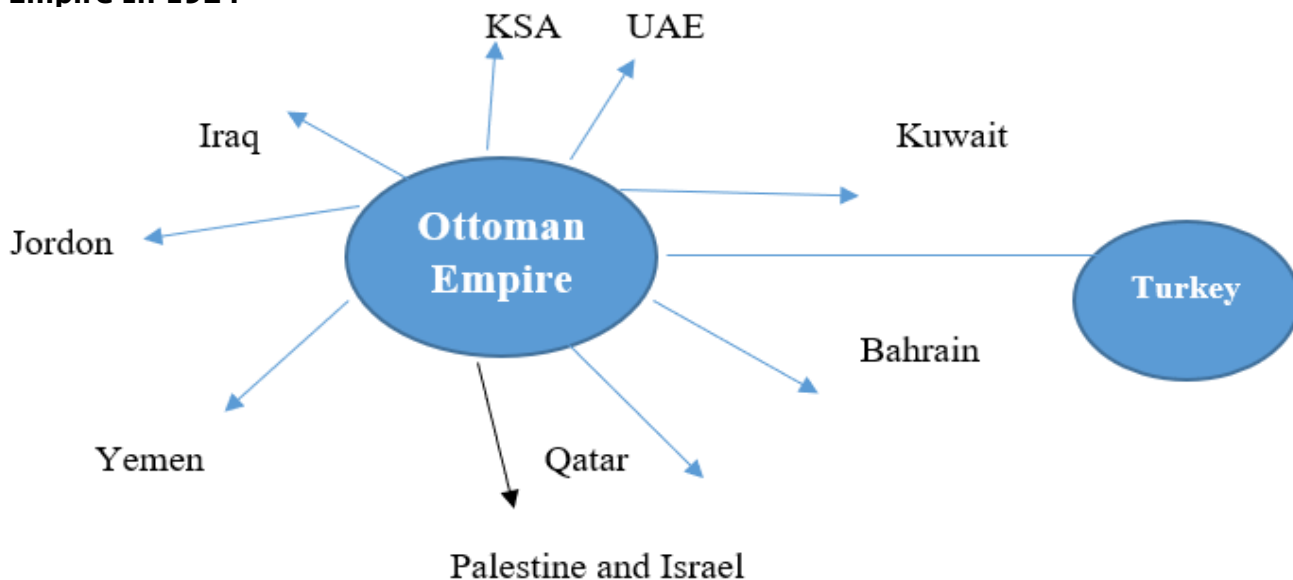 KSA UAE
Iraq
Kuwait
Jordon
Ottoman
Empire
Turkey
Bahrain
Yemen
Qatar
Palestine and Israel